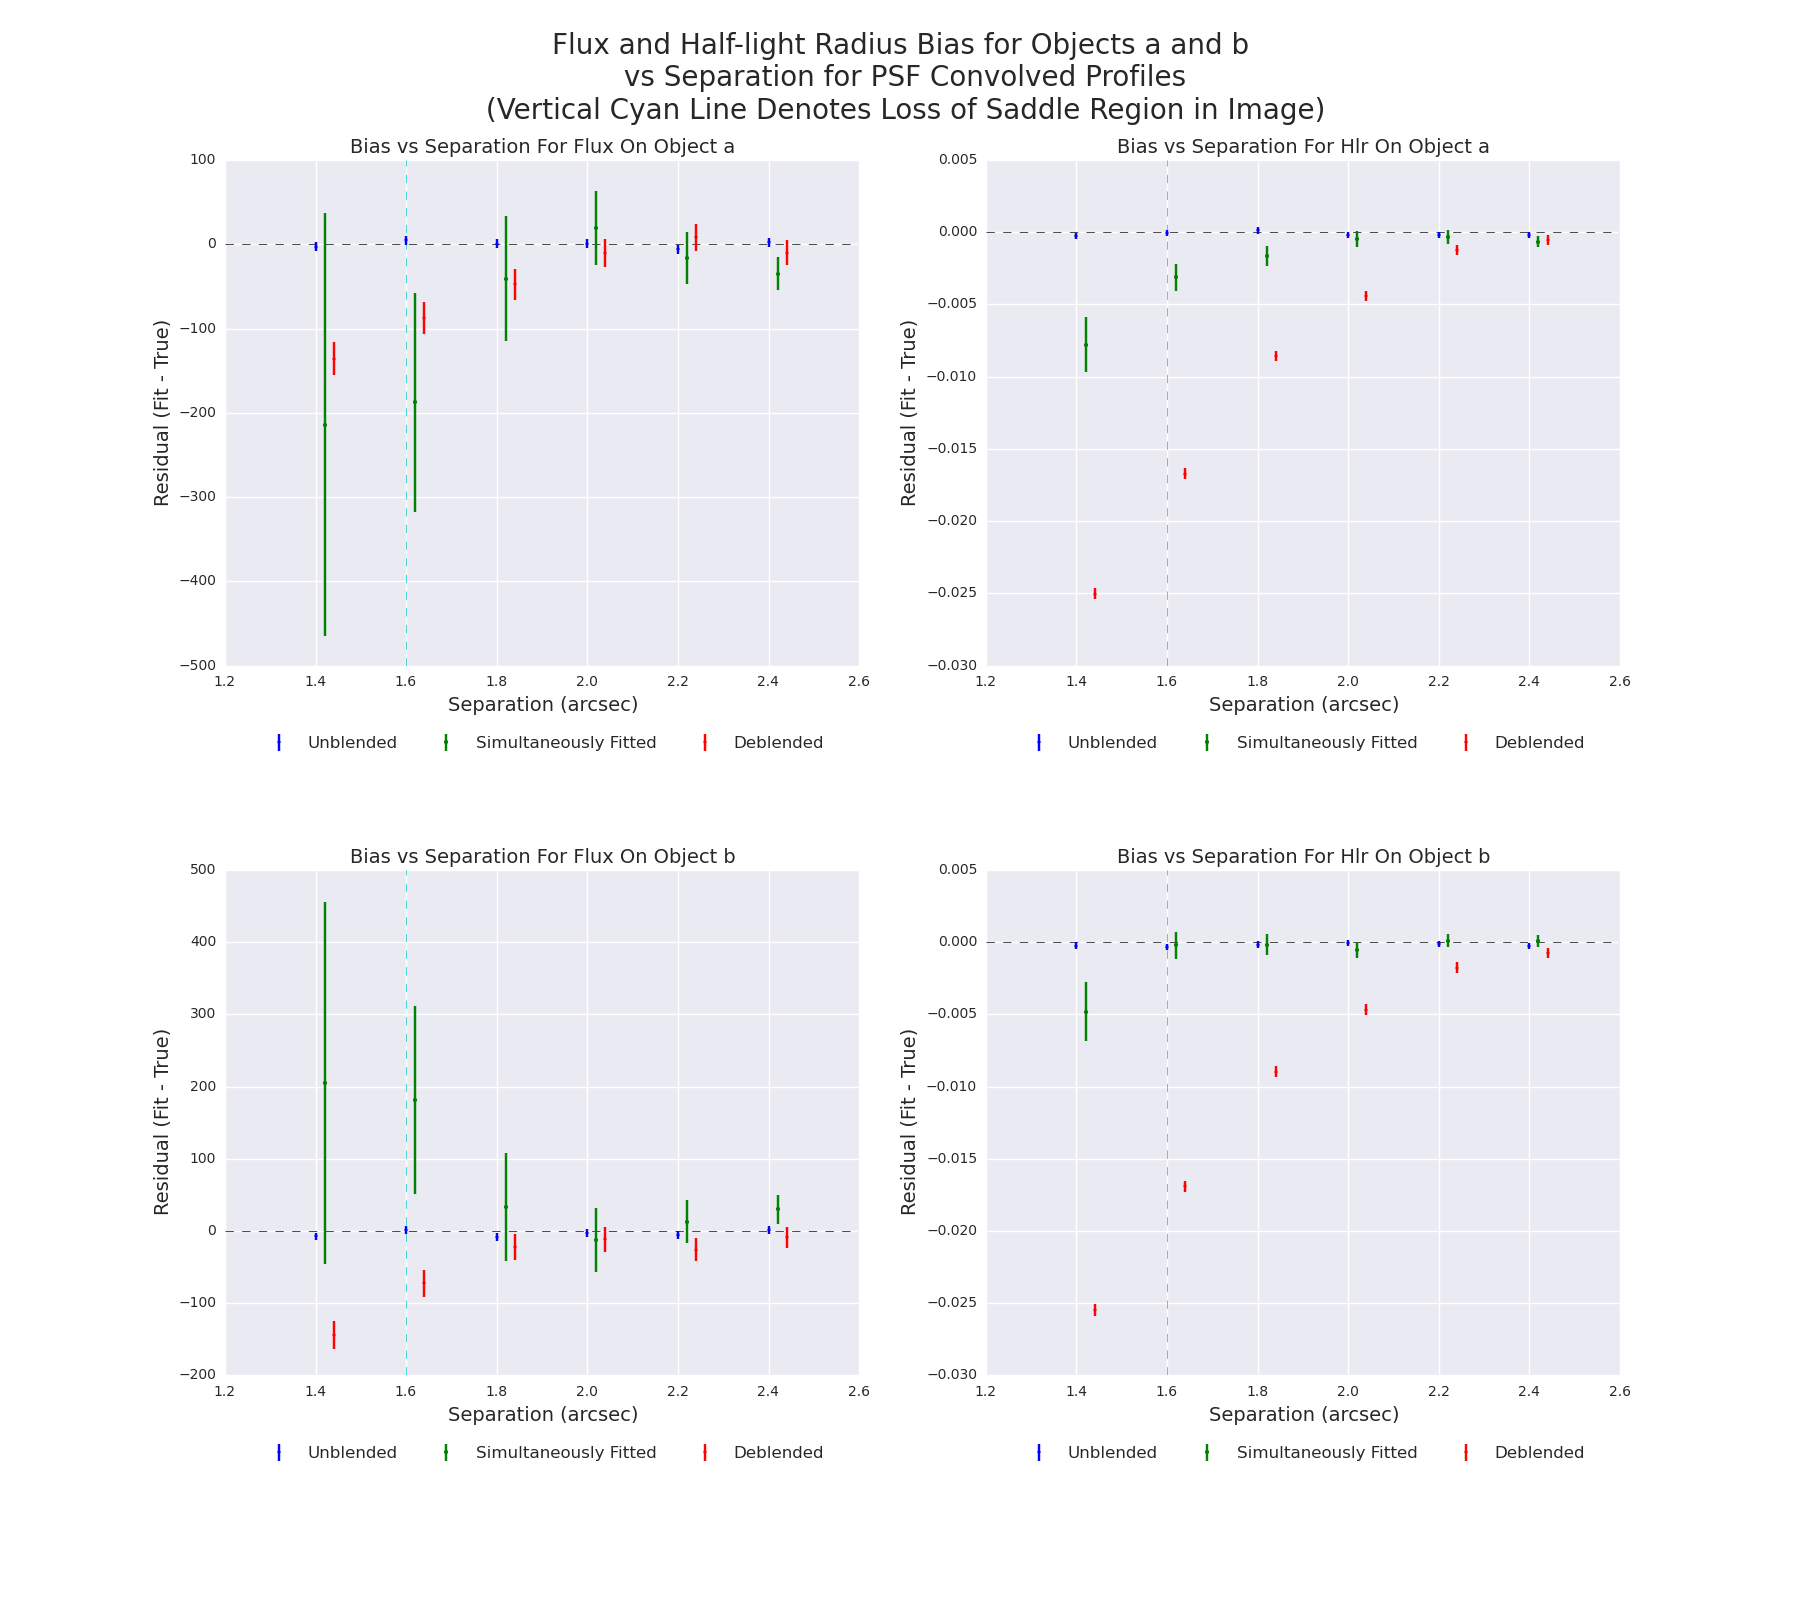 Flux and Half-light Radius Bias for Objects a and b
vs Separation for PSF Convolved Profiles
(Vertical Cyan Line Denotes Loss of Saddle Region in Image)
Bias vs Separation For Flux On Object a
100
0
−100
−200
−300
−400
−500
Residual (Fit - True)
1.2 1.4 1.6 1.8 2.0 2.2 2.4 2.6
Separation (arcsec)
Unblended Simultaneously Fitted Deblended
Bias vs Separation For Hlr On Object a
0.005
0.000
−0.005
−0.010
−0.015
−0.020
−0.025
−0.030
Residual (Fit - True)
1.2 1.4 1.6 1.8 2.0 2.2 2.4 2.6
Separation (arcsec)
Unblended Simultaneously Fitted Deblended
Bias vs Separation For Flux On Object b
500
400
300
200
100
0
−100
−200
Residual (Fit - True)
1.2 1.4 1.6 1.8 2.0 2.2 2.4 2.6
Separation (arcsec)
Unblended Simultaneously Fitted Deblended
Bias vs Separation For Hlr On Object b
0.005
0.000
−0.005
−0.010
−0.015
−0.020
−0.025
−0.030
Residual (Fit - True)
1.2 1.4 1.6 1.8 2.0 2.2 2.4 2.6
Separation (arcsec)
Unblended Simultaneously Fitted Deblended